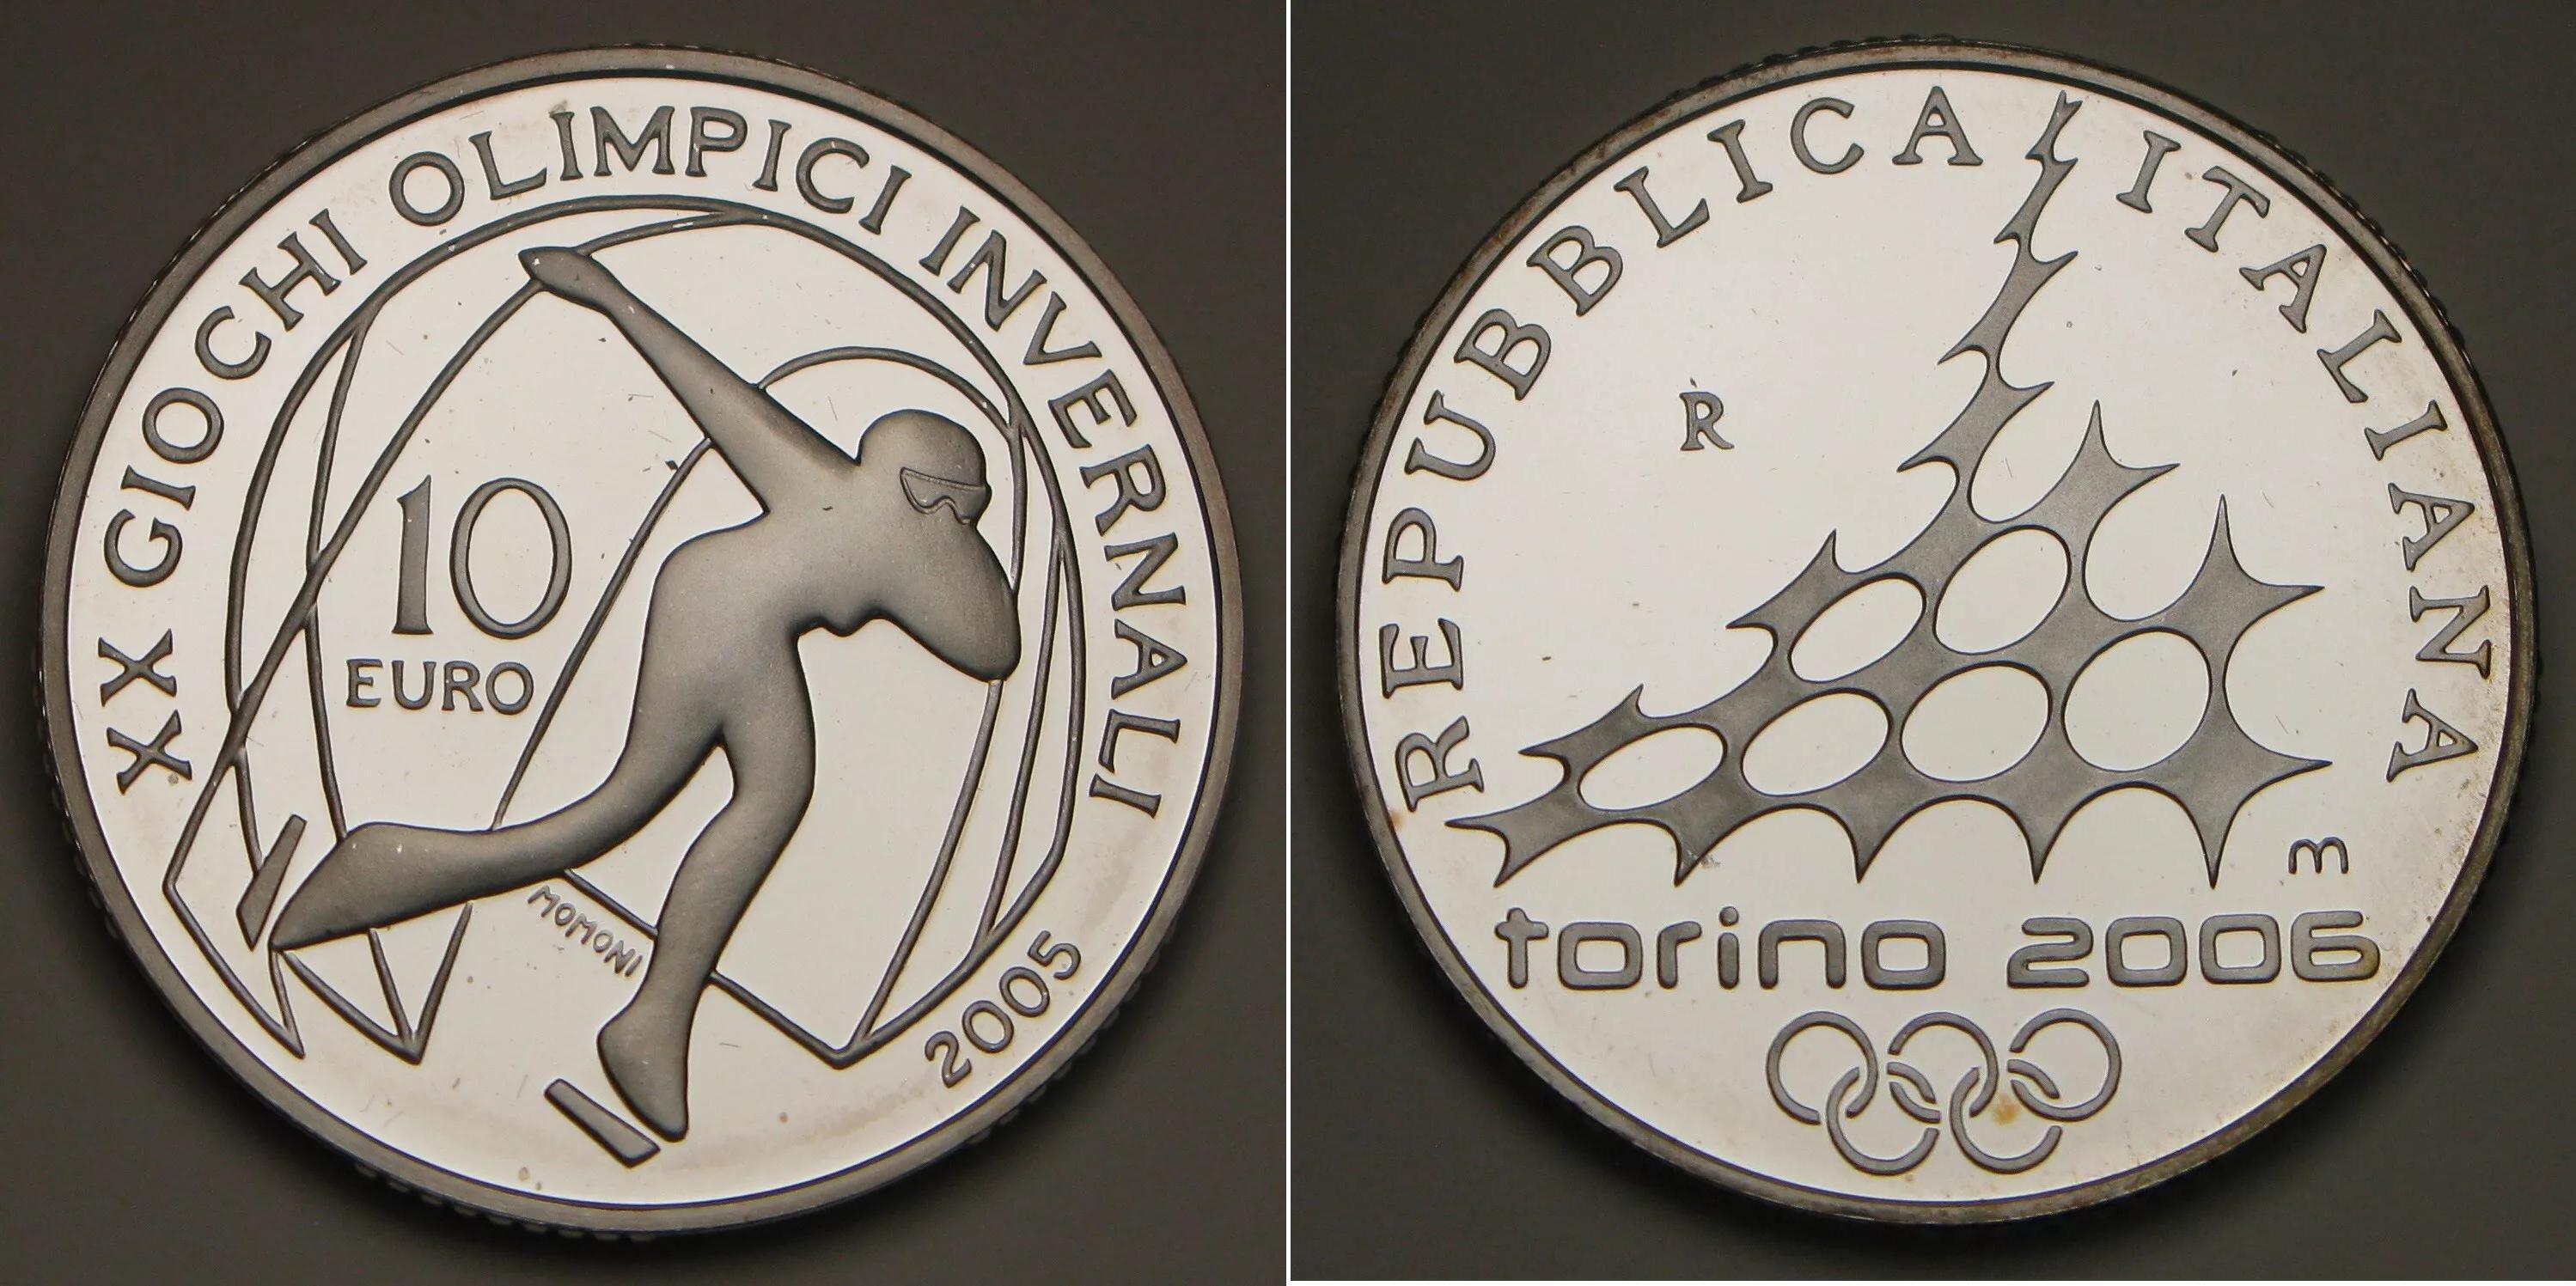 XX GIOCHI OLIMPICI INVERNALI
10
EURO
MOMONI
2005
REPUBBLICA ITALIANA
R
m
torino 2006